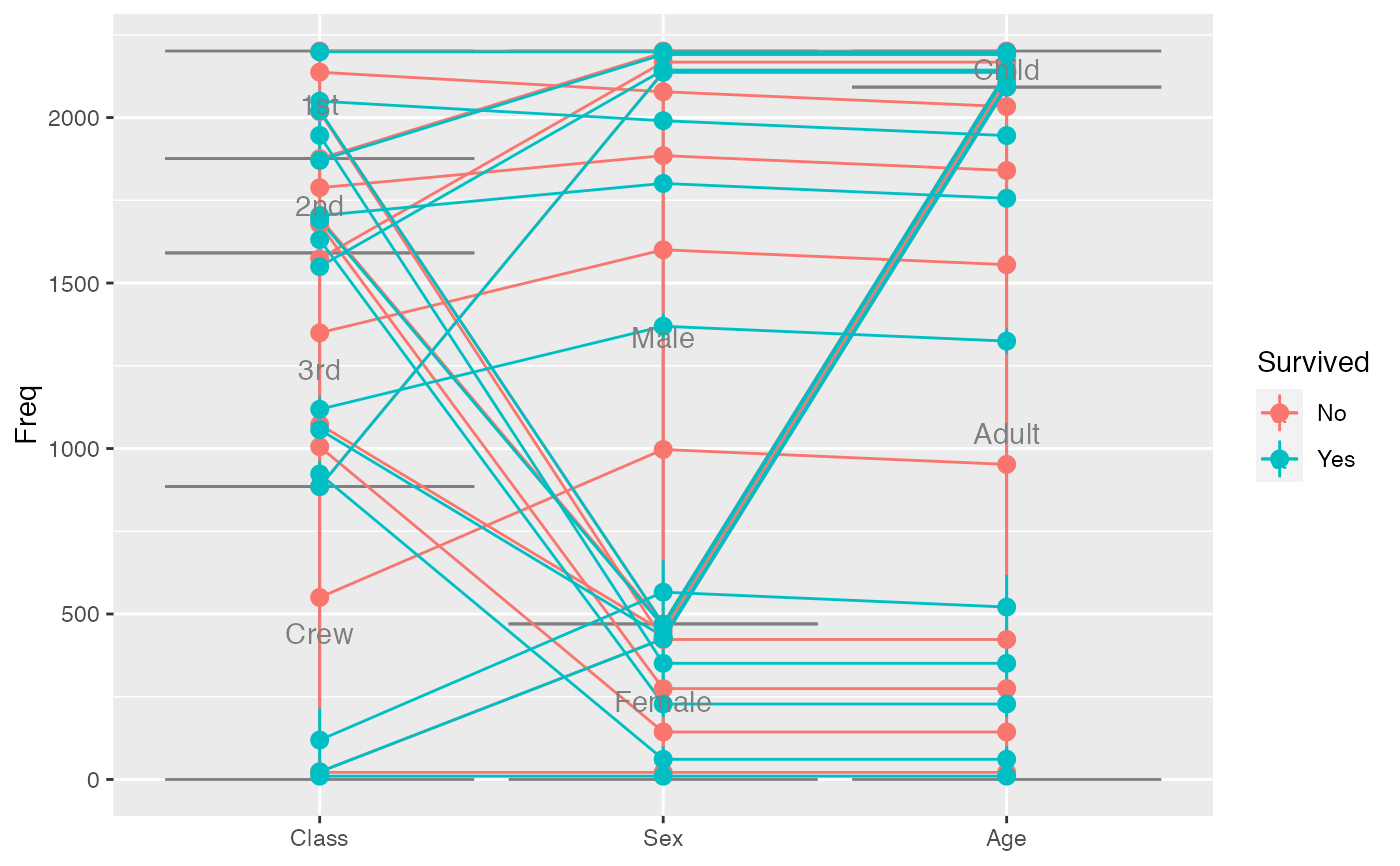 Freq
2000
1500
1000
500
0
1st
2nd
3rd
Crew
Male
Female
Child
Adult
Class
Sex
Age
Survived
No
Yes